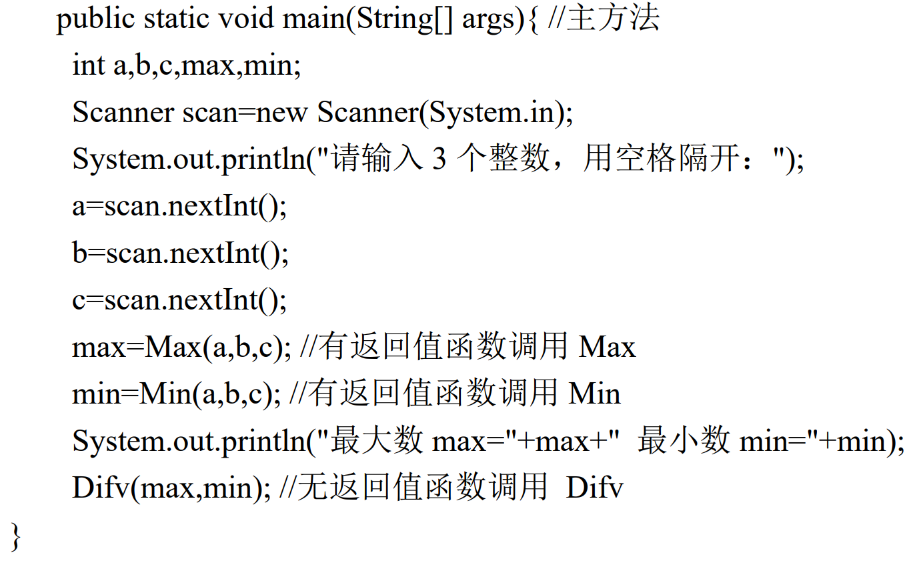 public static void main(String[] args){ //主方法
int a,b,c,max,min;
Scanner scan=new Scanner(System.in);
System.out.println("请输入 3 个整数，用空格隔开：");
a=scan.nextInt();
b=scan.nextInt();
c=scan.nextInt();
max=Max(a,b,c); //有返回值函数调用 Max
min=Min(a,b,c); //有返回值函数调用 Min
System.out.println("最大数 max="+max+" 最小数 min="+min);
Difv(max,min); //无返回值函数调用 Difv
}